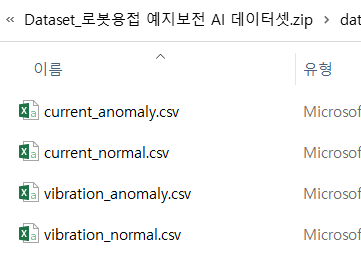 « Dataset_로봇용접 예지보전 AI 데이터셋.zip > dat
이름 유형
current_anomaly.csv Microsof
current_normal.csv Microsof
vibration_anomaly.csv Microsof
vibration_normal.csv Microsof